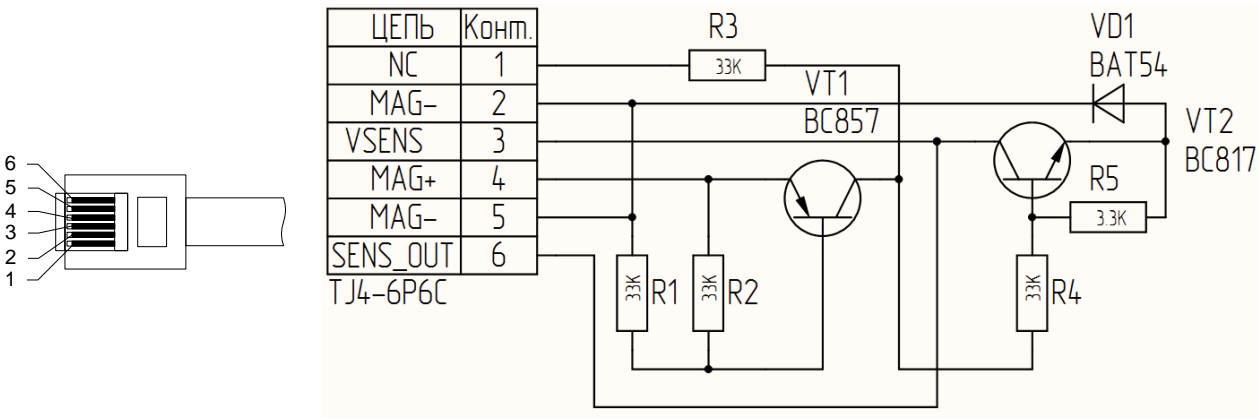 6
5
4
3
2
1
ЦЕПЬ Конт.
NC 1
MAG- 2
VSENS 3
MAG+ 4
MAG- 5
SENS_OUT 6
TJ4-6P6C
R3
33K
VT1
BC857
VD1
BAT54
VT2
BC817
R5
3.3K
33K R1
33K R2
33K R4